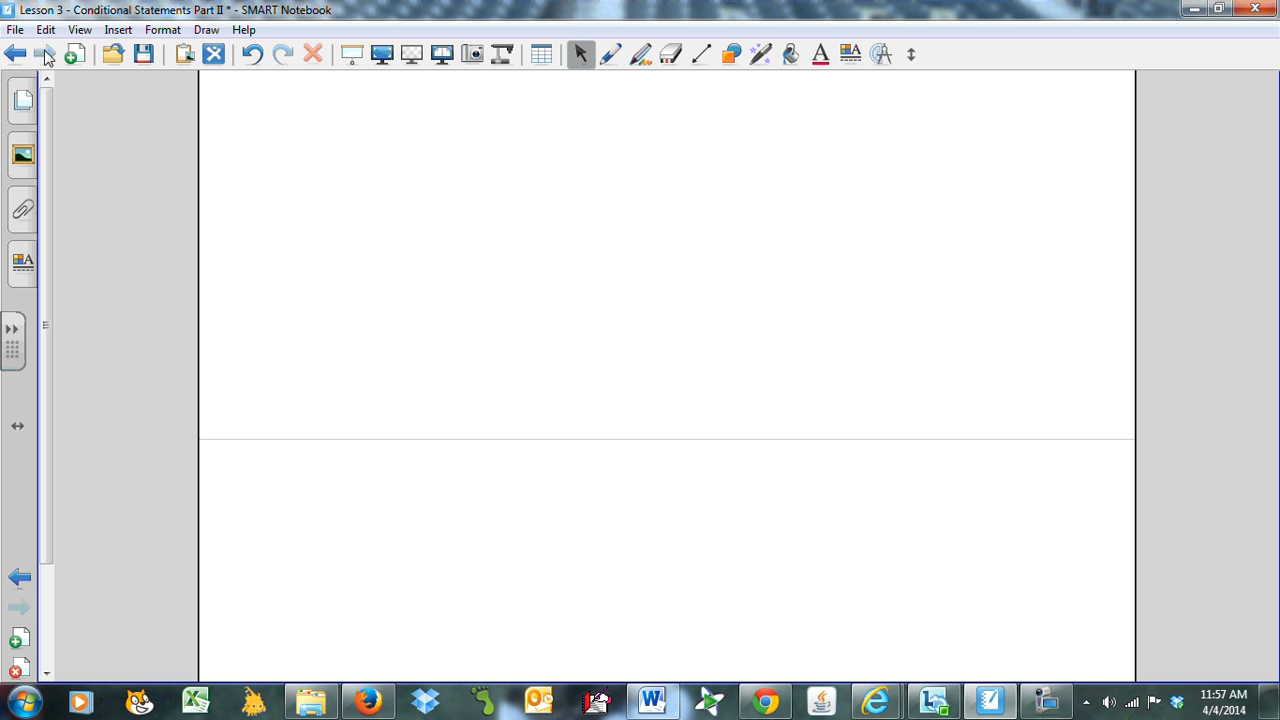 Lesson 3 - Conditional Statements Part II * - SMART Notebook
File Edit View Insert Format Draw Help
11:57 AM
4/4/2014